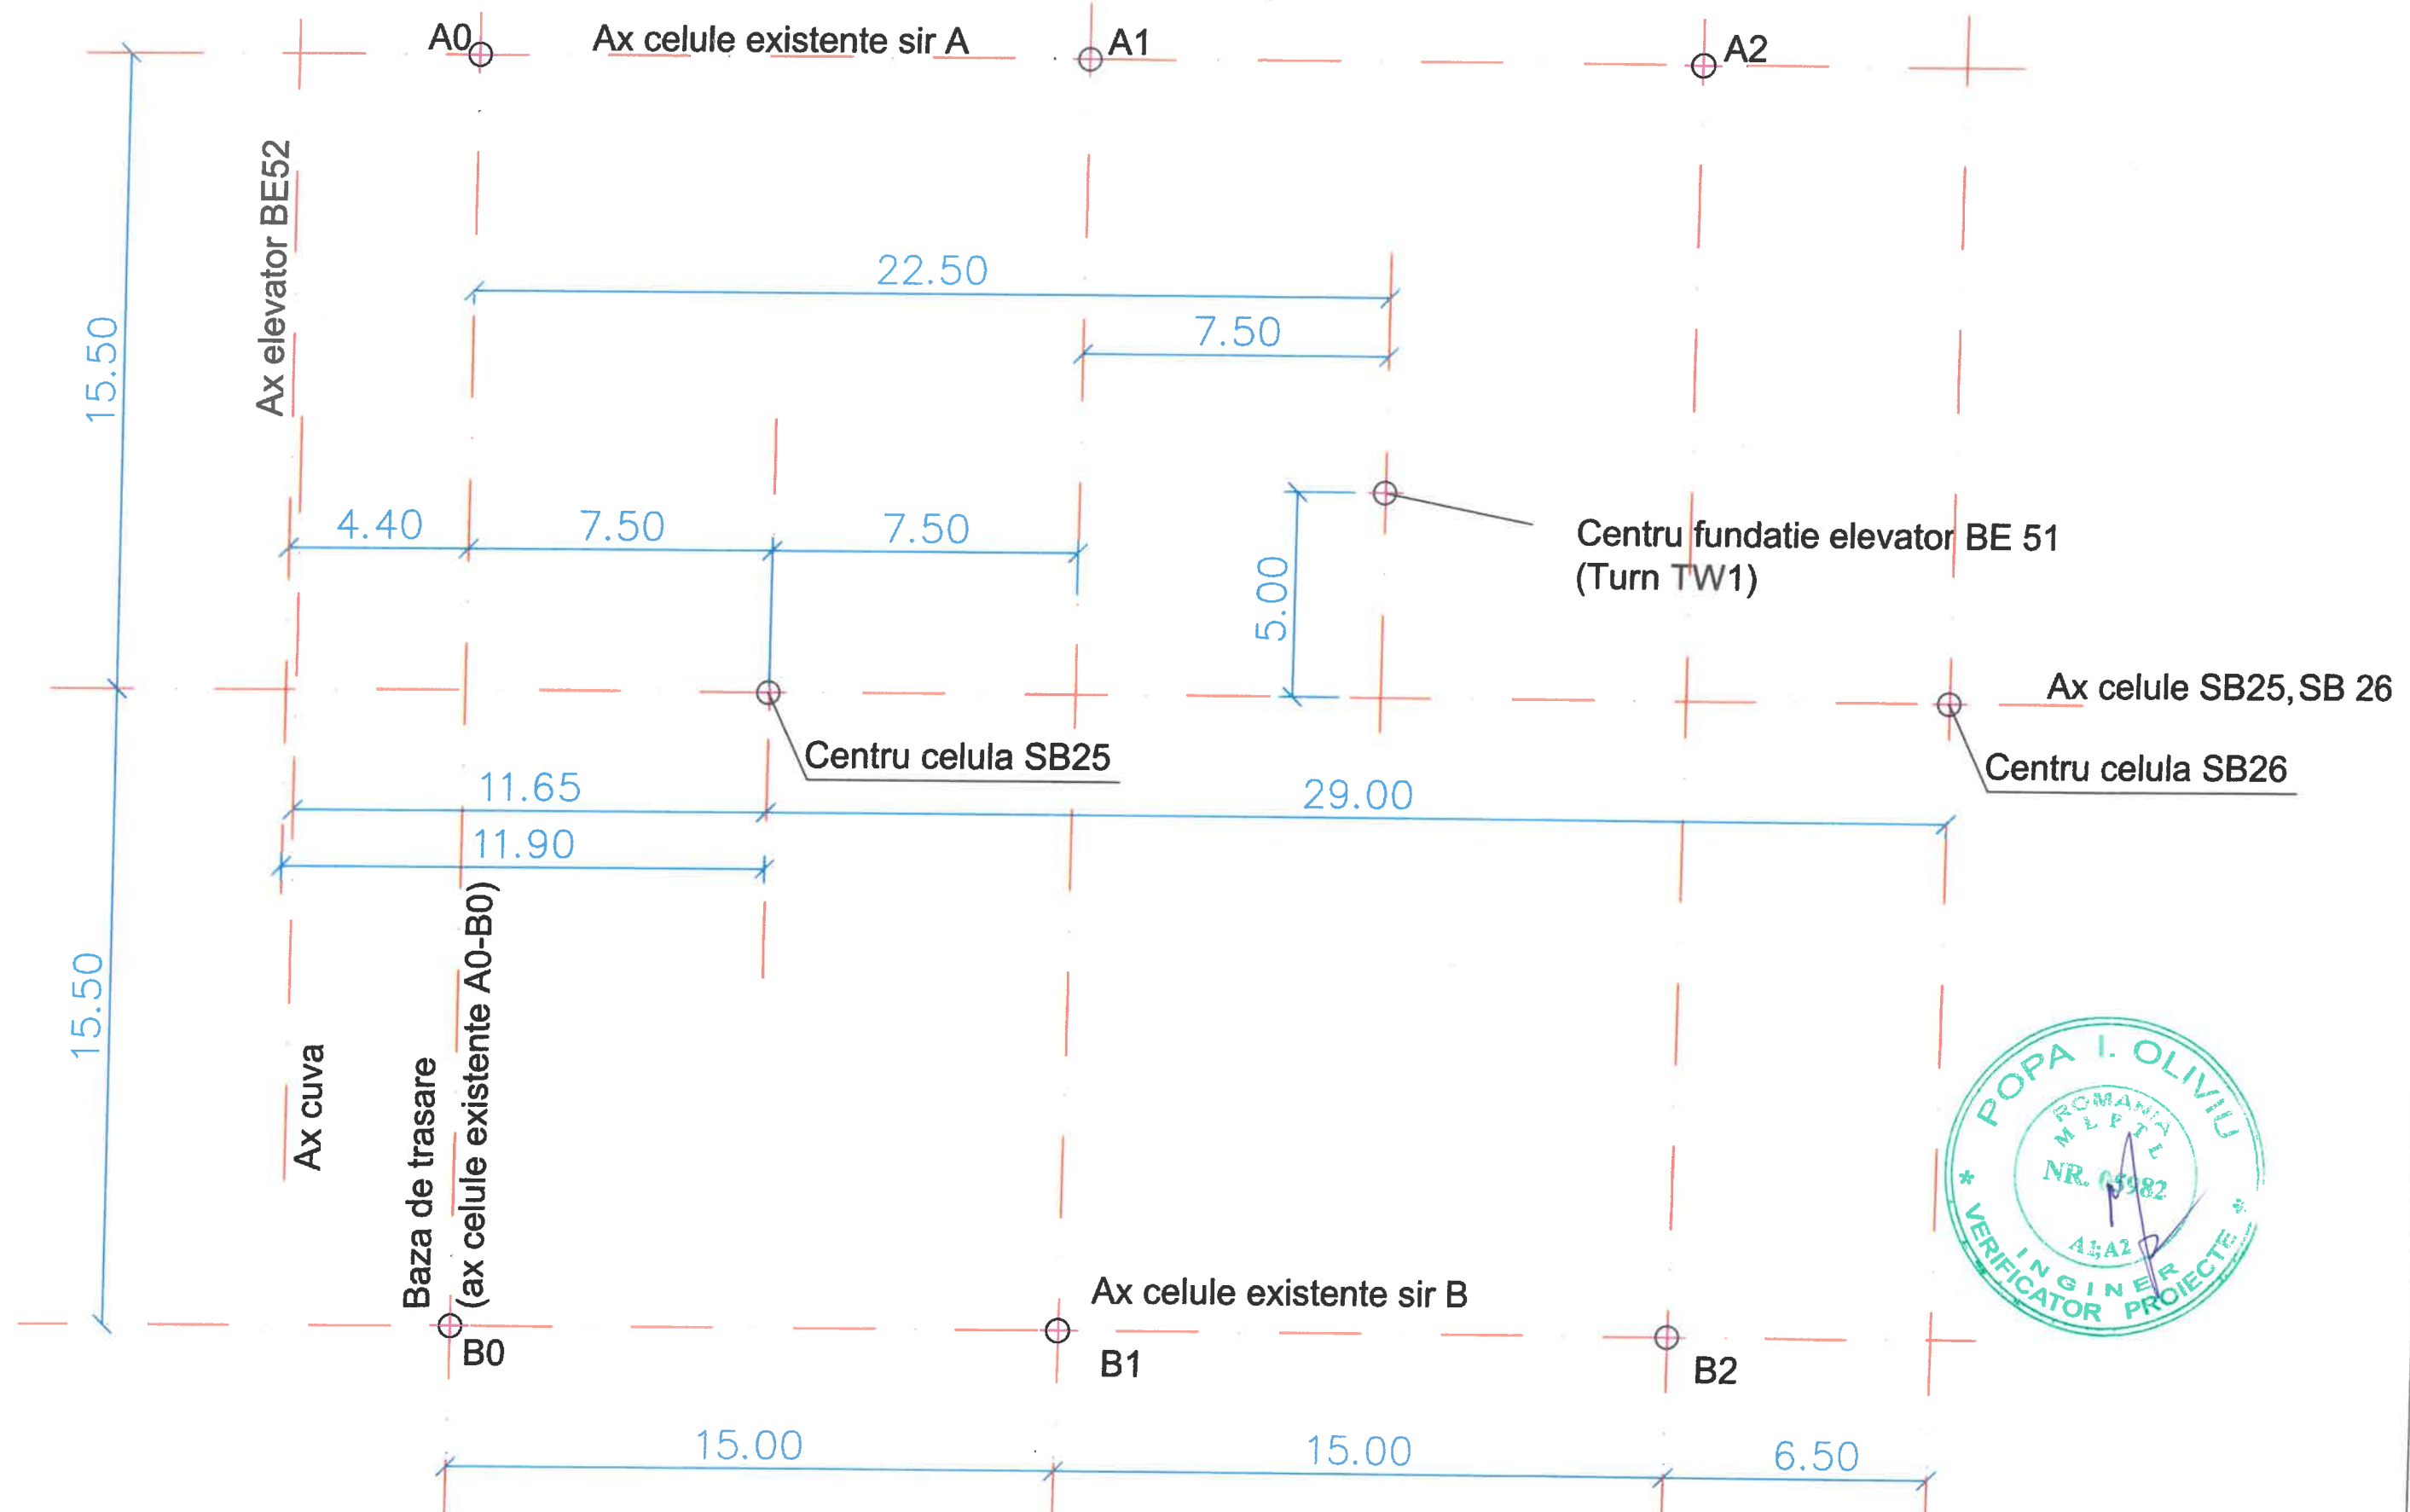 A0
Ax celule existente sir A
A1
A2
Ax elevator BE52
22.50
7.50
15.50
4.40
7.50
7.50
5.00
Centru fundatie elevator BE 51
(Turn TW1)
Ax celule SB25, SB 26
Centru celula SB25
Centru celula SB26
11.65
29.00
11.90
15.50
Ax cuva
Baza de trasare
(ax celule existente A0-B0)
Ax celule existente sir B
B0
B1
B2
15.00
15.00
6.50
POPA I. OLIVIU
ROMANIA
NR. 05982
A1;A2
INGINER
* VERIFICATOR PROIECTE *